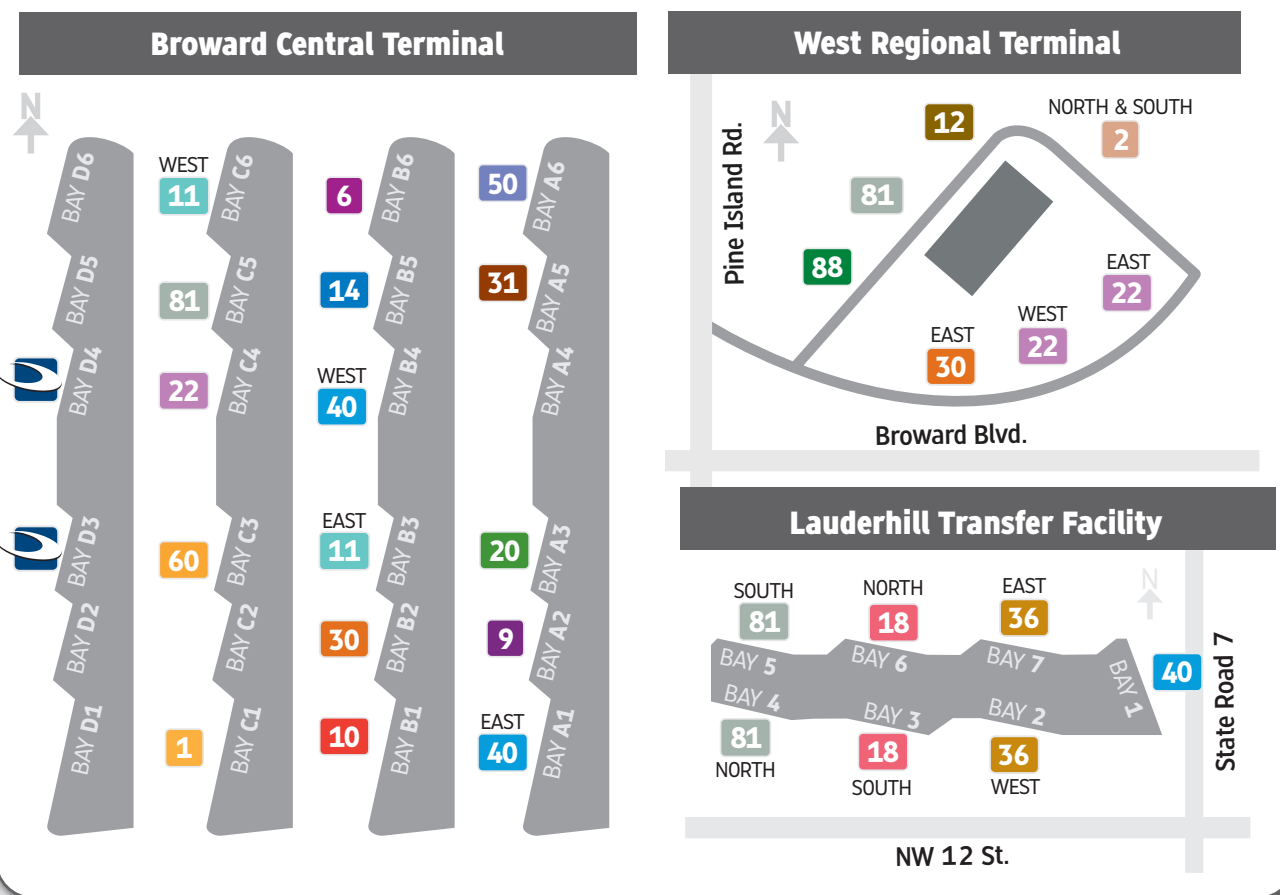 Broward Central Terminal
N
BAY D6
BAY D5
BAY D4
BAY D3
BAY D2
BAY D1
WEST
11
BAY C6
81
BAY C5
22
BAY C4
60
BAY C3
BAY C2
1
BAY C1
6
BAY B6
14
BAY B5
WEST
40
BAY B4
EAST
11
BAY B3
30
BAY B2
10
BAY B1
50
BAY A6
31
BAY A5
BAY A4
20
BAY A3
9
BAY A2
EAST
40
BAY A1
West Regional Terminal
Pine Island Rd.
N
12
NORTH & SOUTH
2
81
88
EAST
22
WEST
22
EAST
30
Broward Blvd.
Lauderhill Transfer Facility
N
SOUTH
81
NORTH
18
EAST
36
BAY 5
BAY 6
BAY 7
BAY 1
40
State Road 7
BAY 4
BAY 3
BAY 2
81
NORTH
18
SOUTH
36
WEST
NW 12 St.